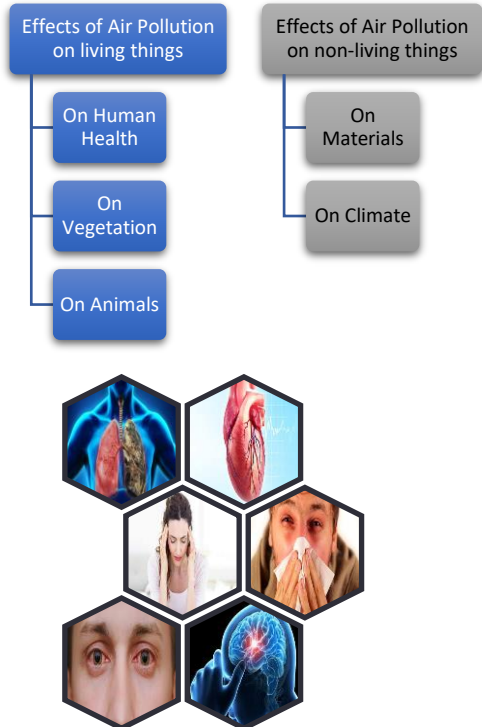 Effects of Air Pollution
on living things
On Human
Health
On
Vegetation
On Animals
Effects of Air Pollution
on non-living things
On
Materials
On Climate